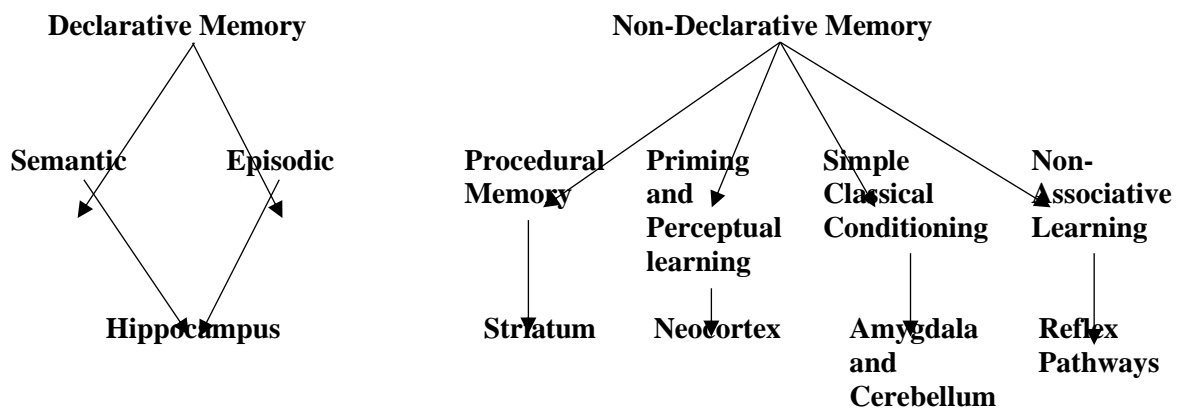 Declarative Memory
Non-Declarative Memory
Semantic
Episodic
Procedural
Memory
Priming
and
Perceptual
learning
Simple
Classical
Conditioning
Non-
Associative
Learning
Hippocampus
Striatum
Neocortex
Amygdala
and
Cerebellum
Reflex
Pathways